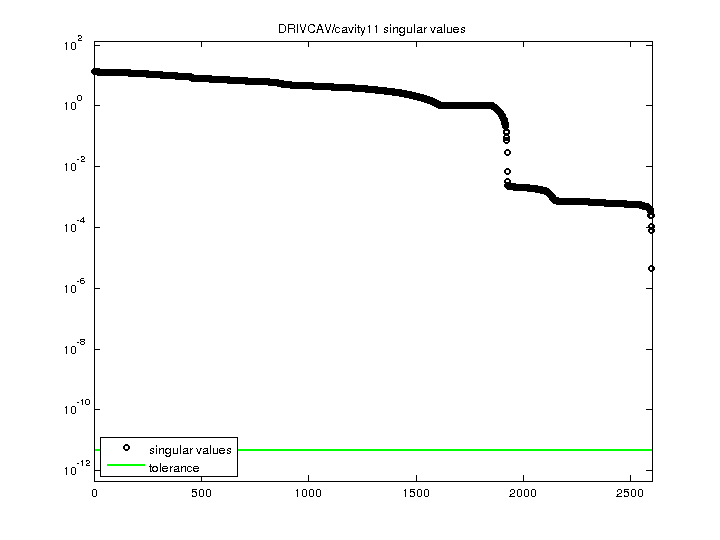 DRIVCAV/cavity11 singular values
10^2
10^0
10^-2
10^-4
10^-6
10^-8
10^-10
10^-12
singular values
tolerance
0 500 1000 1500 2000 2500